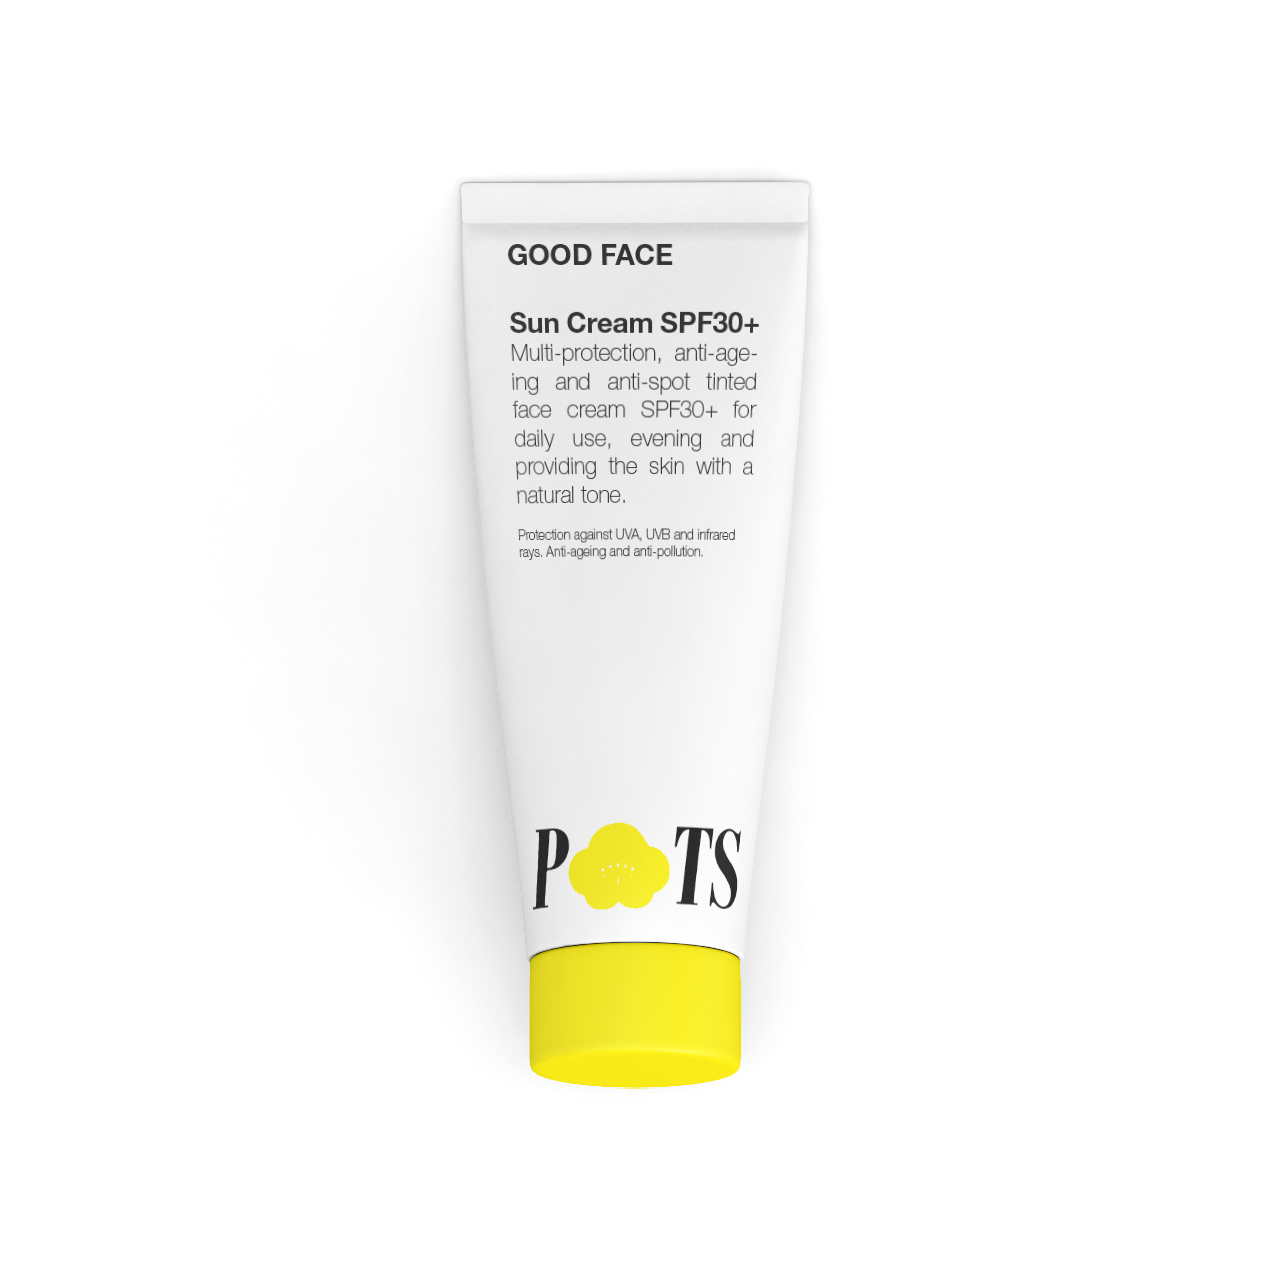 GOOD FACE
Sun Cream SPF30+
Multi-protection, anti-age-
ing and anti-spot tinted
face cream SPF30+ for
daily use, evening and
providing the skin with a
natural tone.
Protection against UVA, UVB and infrared
rays. Anti-ageing and anti-pollution.
POTS